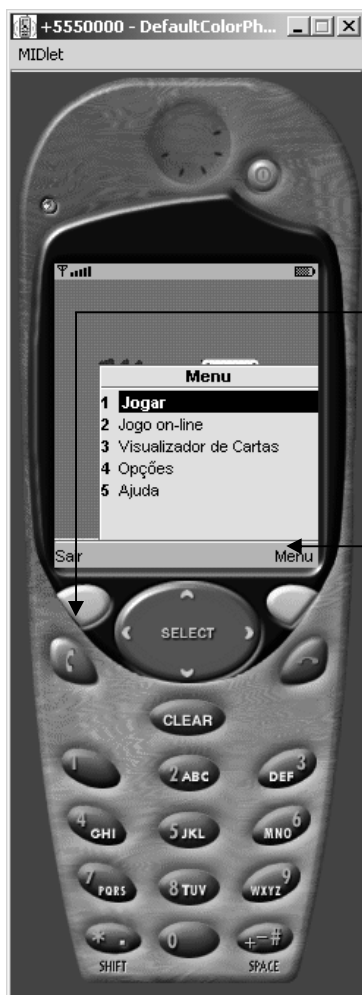 +5550000 - DefaultColorPh...
MIDlet
Menu
1 Jogar
2 Jogo on-line
3 Visualizador de Cartas
4 Opções
5 Ajuda
Sair Menu
SELECT
CLEAR
1 2 ABC DEF 3
4 GHI 5 JKL MNO 6
7 PQRS 8 TUV WXYZ 9
* . 0 +-#
SHIFT SPACE